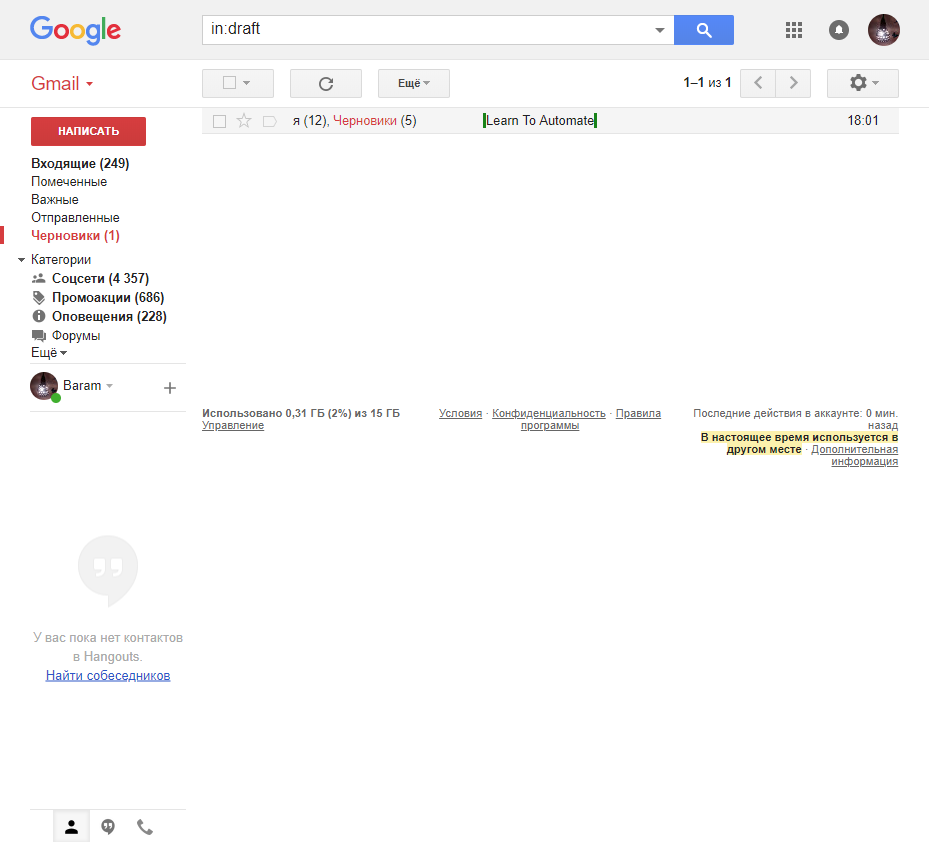 Google
in:draft
Gmail
Ещё
1–1 из 1
НАПИСАТЬ
я (12), Черновики (5)
Learn To Automate
18:01
Входящие (249)
Помеченные
Важные
Отправленные
Черновики (1)
Категории
Соцсети (4 357)
Промоакции (686)
Оповещения (228)
Форумы
Ещё
Baram
Использовано 0,31 ГБ (2%) из 15 ГБ
Управление
Условия · Конфиденциальность · Правила
программы
Последние действия в аккаунте: 0 мин.
назад
В настоящее время используется в
другом месте · Дополнительная
информация
У вас пока нет контактов
в Hangouts.
Найти собеседников